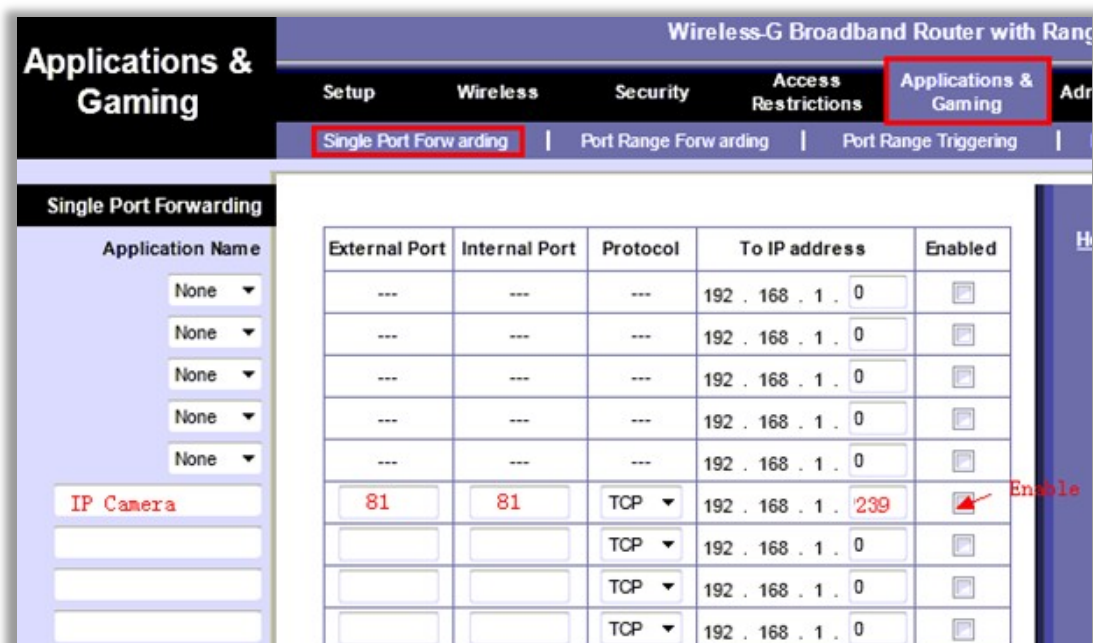 Wireless-G Broadband Router with Rang
Applications &
Gaming
Setup Wireless Security Access Restrictions Applications & Gaming Adr
Single Port Forwarding | Port Range Forwarding | Port Range Triggering |
Single Port Forwarding
Application Name External Port Internal Port Protocol To IP address Enabled
None --- --- --- 192 . 168 . 1 . 0
None --- --- --- 192 . 168 . 1 . 0
None --- --- --- 192 . 168 . 1 . 0
None --- --- --- 192 . 168 . 1 . 0
None --- --- --- 192 . 168 . 1 . 0
IP Camera 81 81 TCP 192 . 168 . 1 . 239 Enable
TCP 192 . 168 . 1 . 0
TCP 192 . 168 . 1 . 0
TCP 192 . 168 . 1 . 0